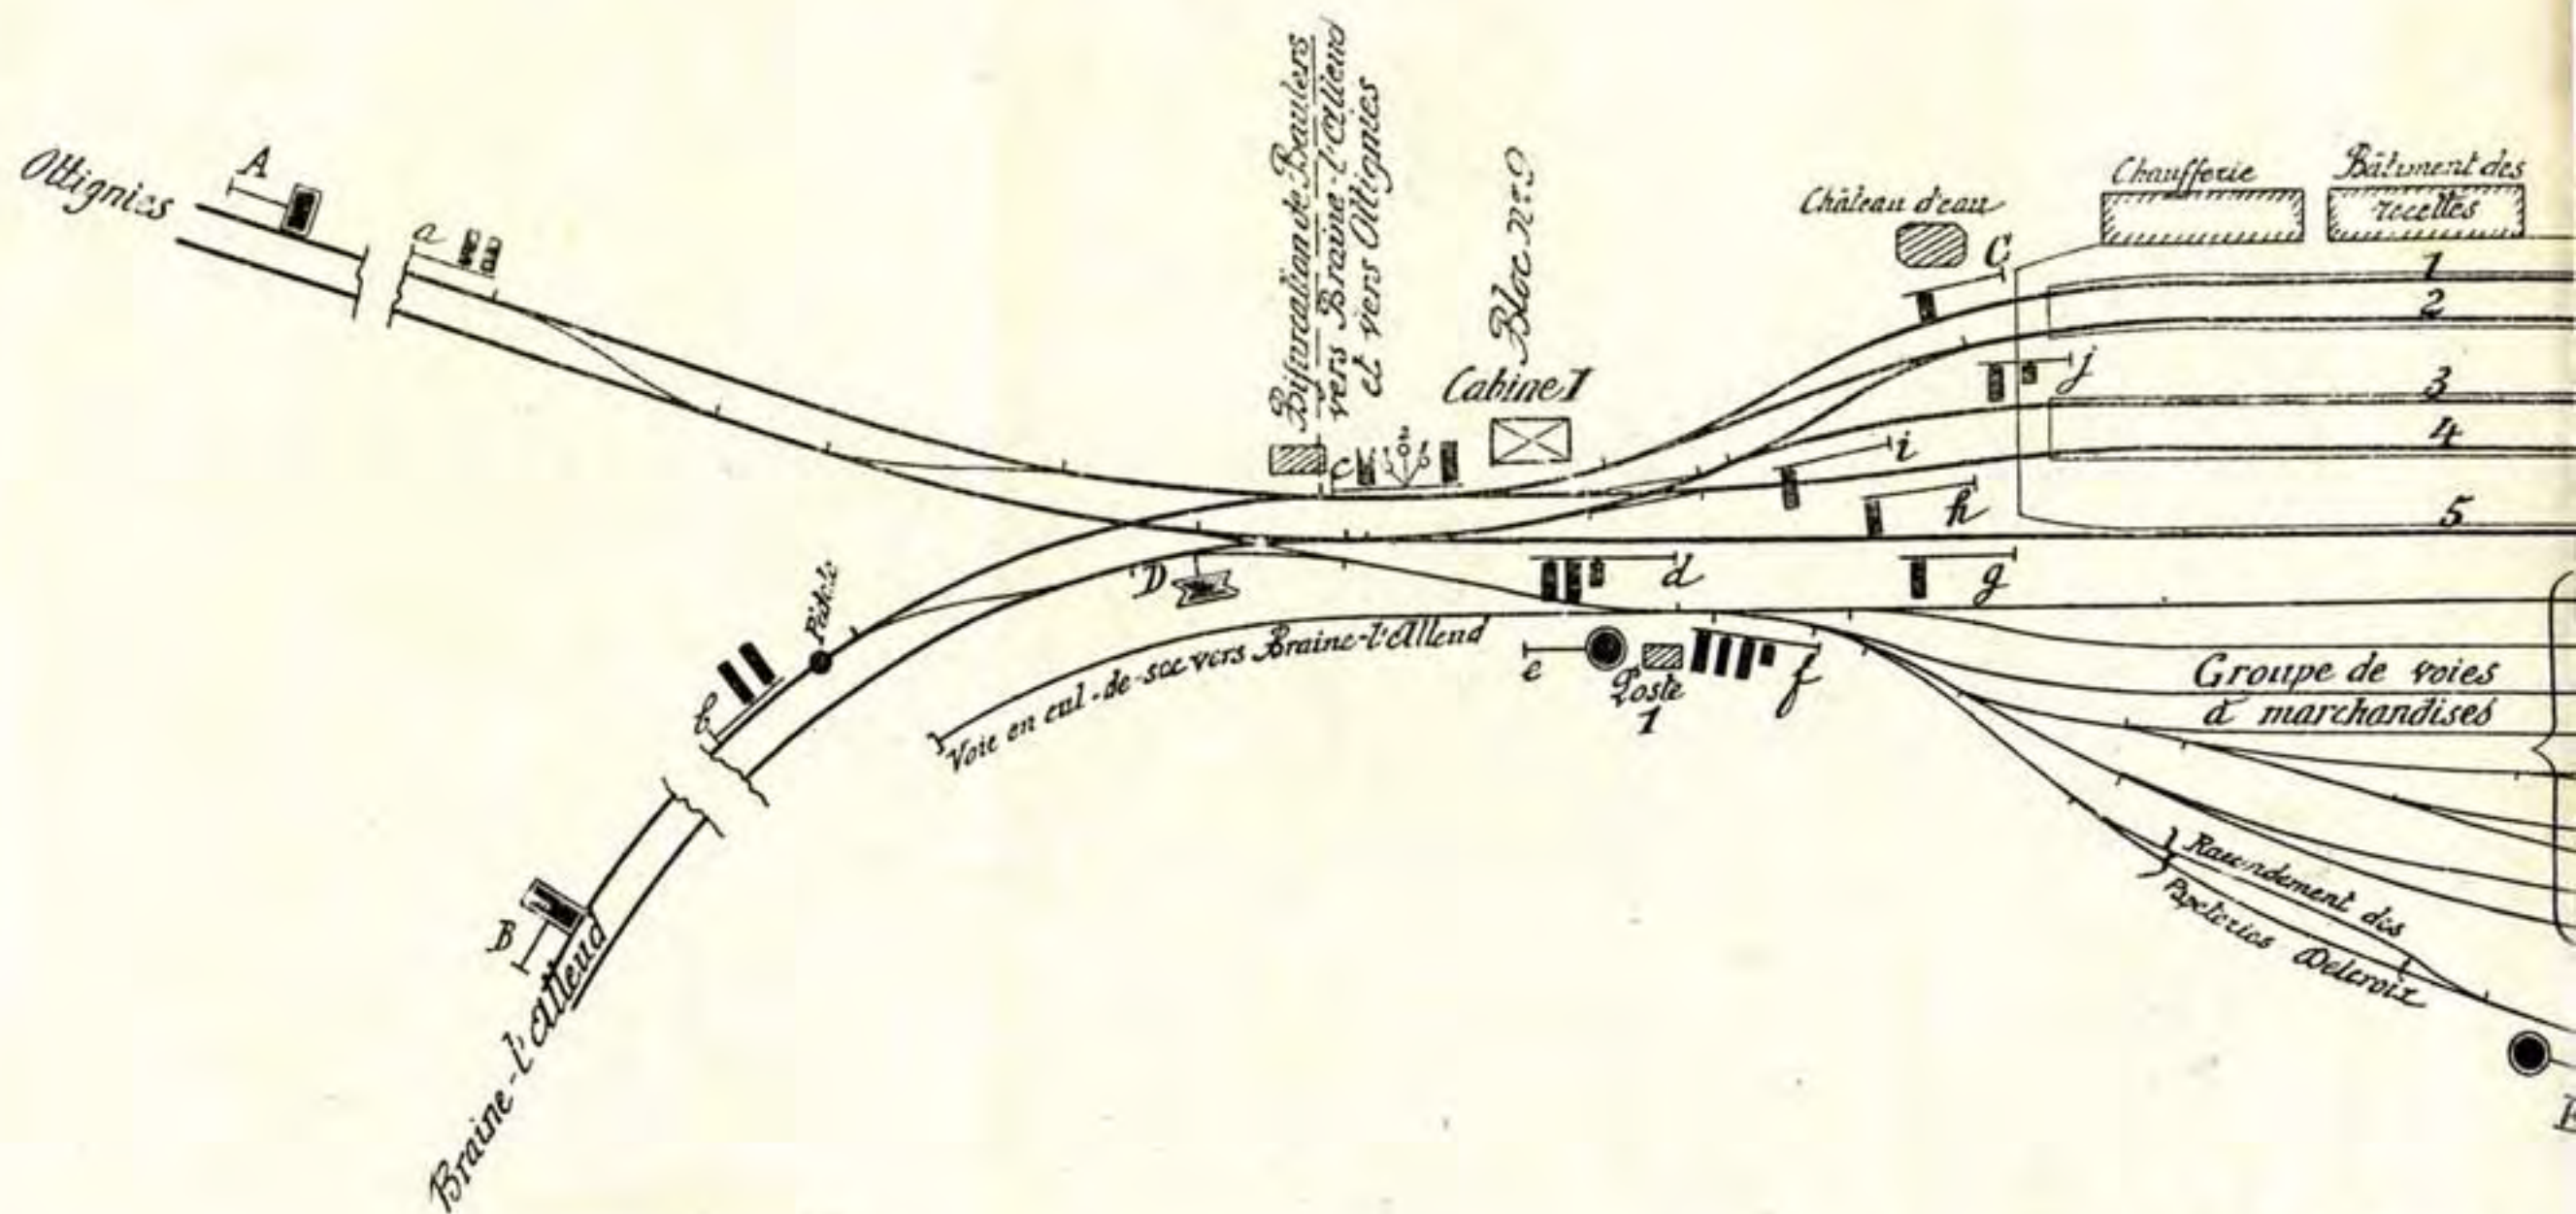 Ottignies
A
a
Bifurcation de Baulers
vers Braine-l'Alleud
et vers Ottignies
Bloc nº 9
Cabine I
c
2
Château d'eau
C
Chaufferie
Bâtiment des
recettes
1
2
3
4
5
j
i
h
g
d
D
Pédale
b
B
Braine-l'Alleud
Voie en cul-de-sac vers Braine-l'Alleud
e
Poste
1
f
Groupe de voies
à marchandises
Raccordement des
Papeteries Delcroix